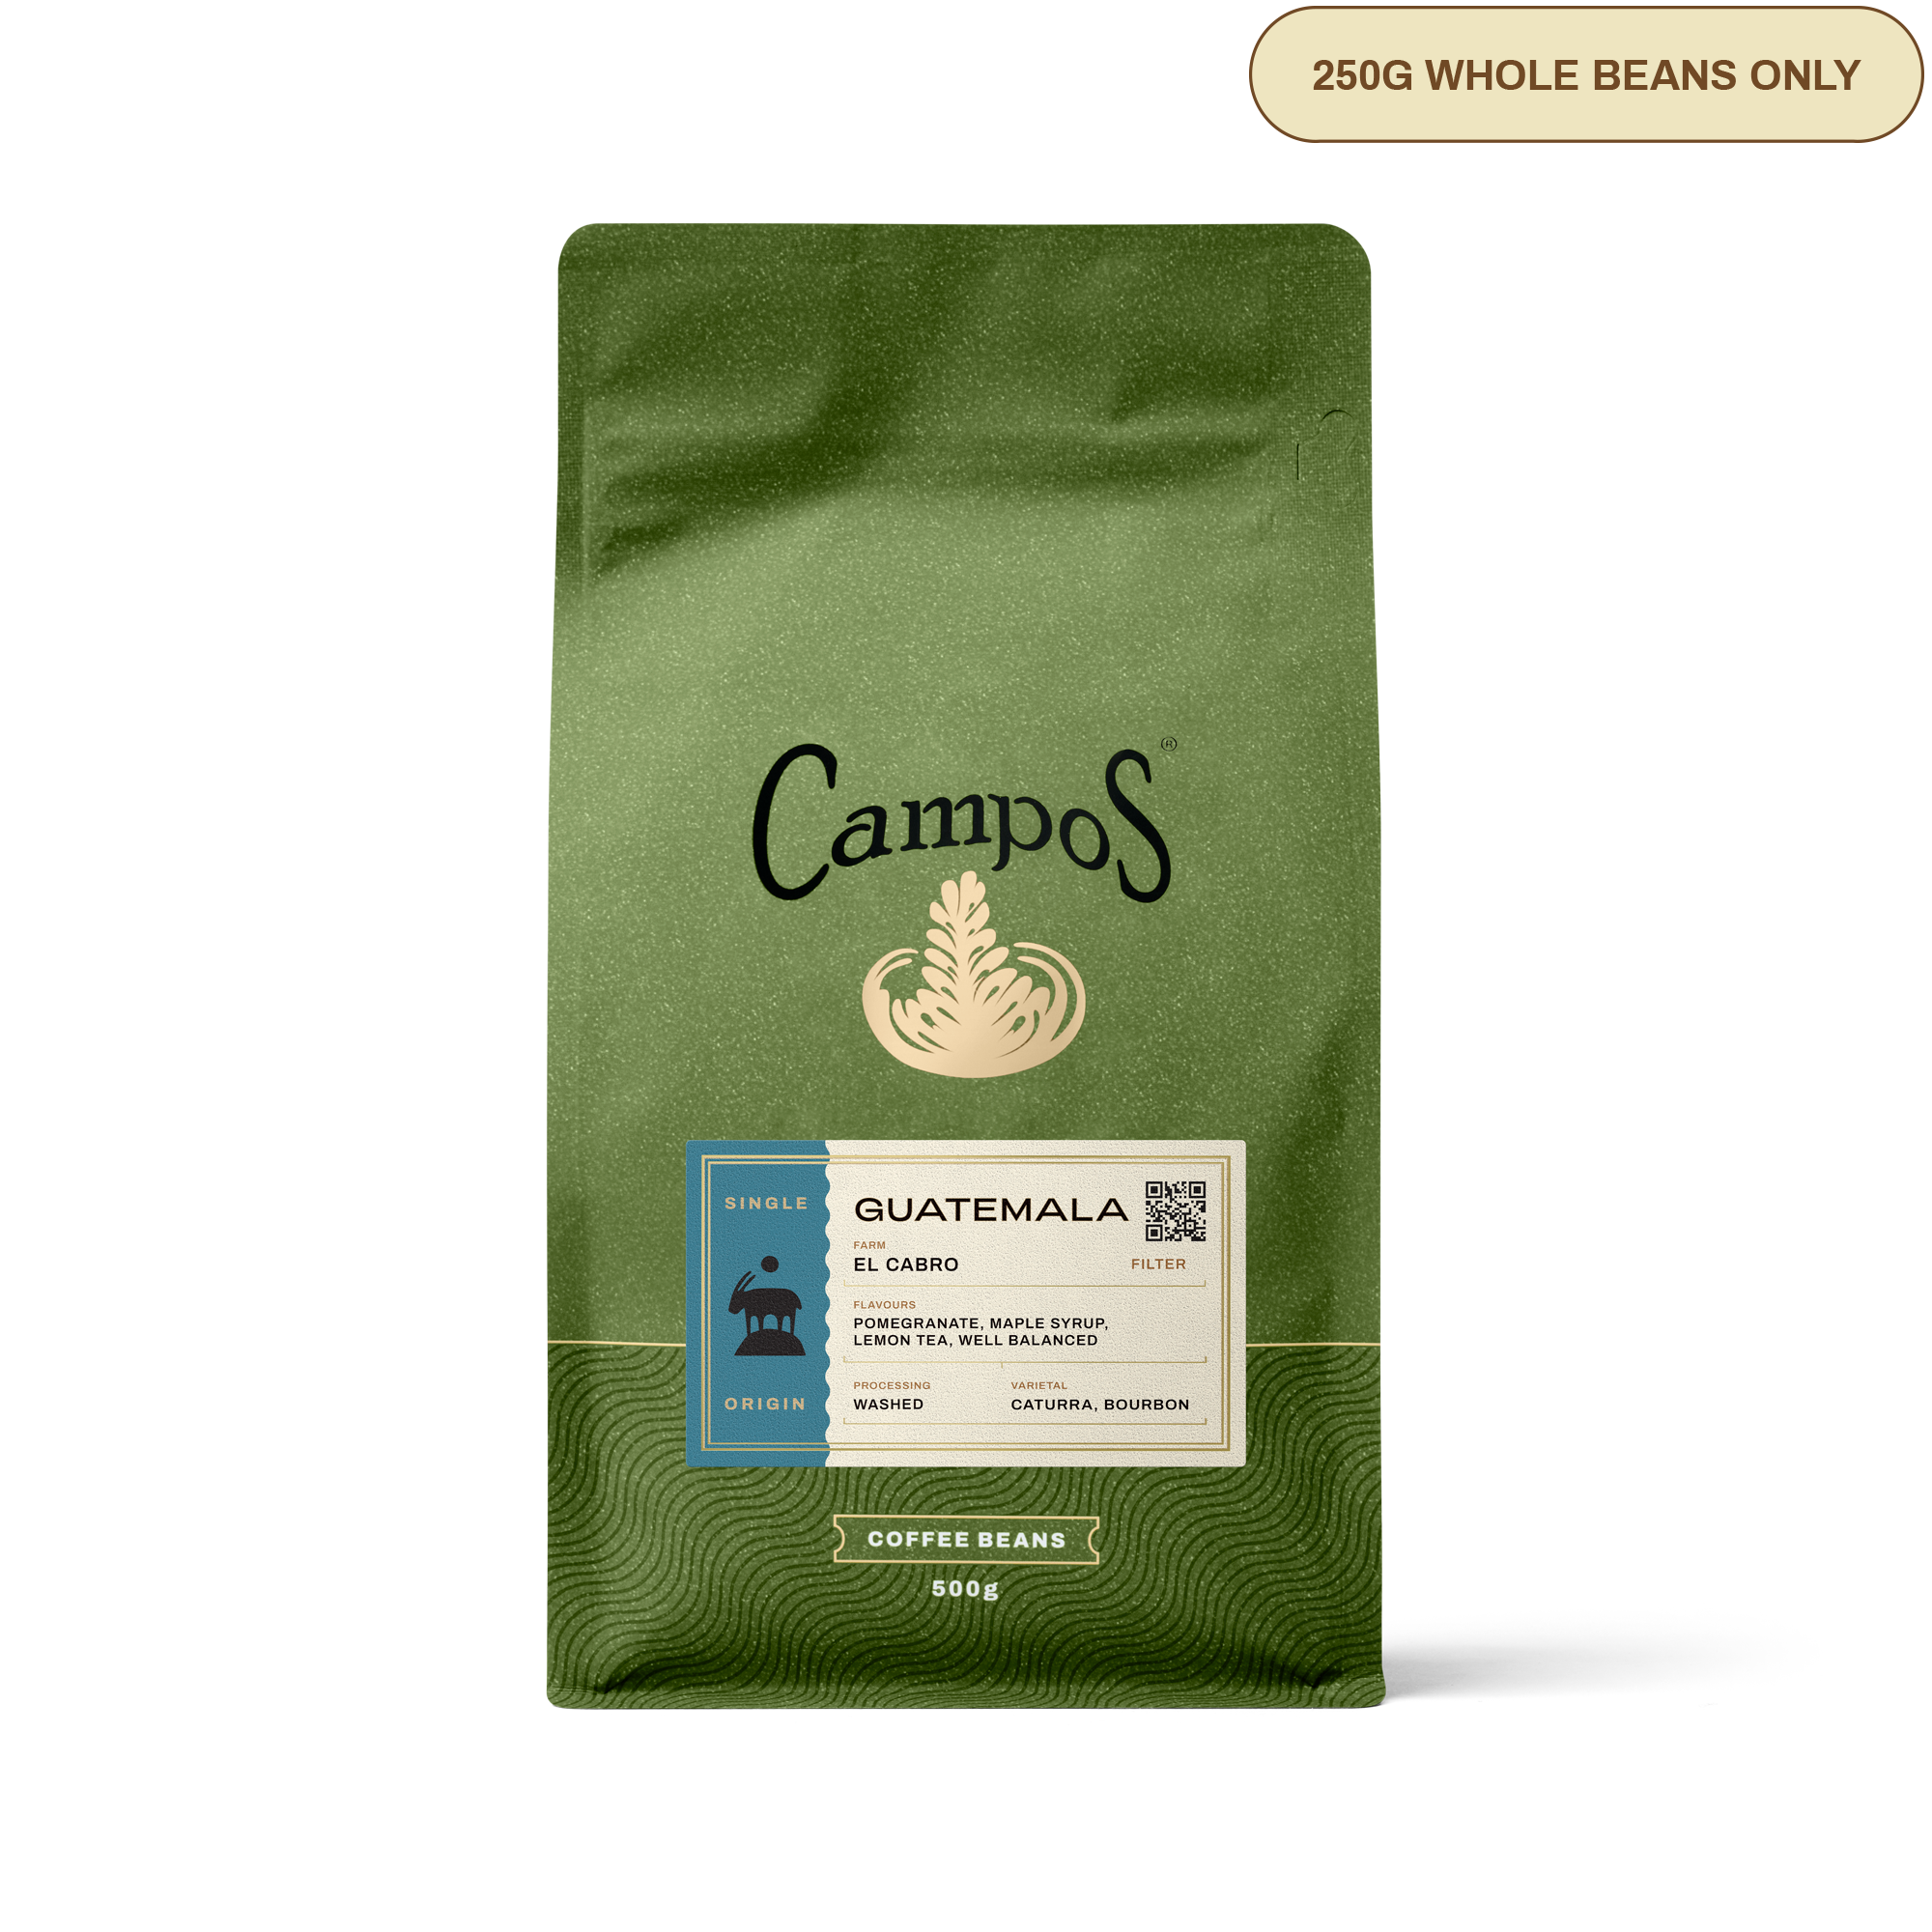 250G WHOLE BEANS ONLY
Campos®
SINGLE
ORIGIN
GUATEMALA
FARM
EL CABRO
FILTER
FLAVOURS
POMEGRANATE, MAPLE SYRUP,
LEMON TEA, WELL BALANCED
PROCESSING
WASHED
VARIETAL
CATURRA, BOURBON
COFFEE BEANS
500g